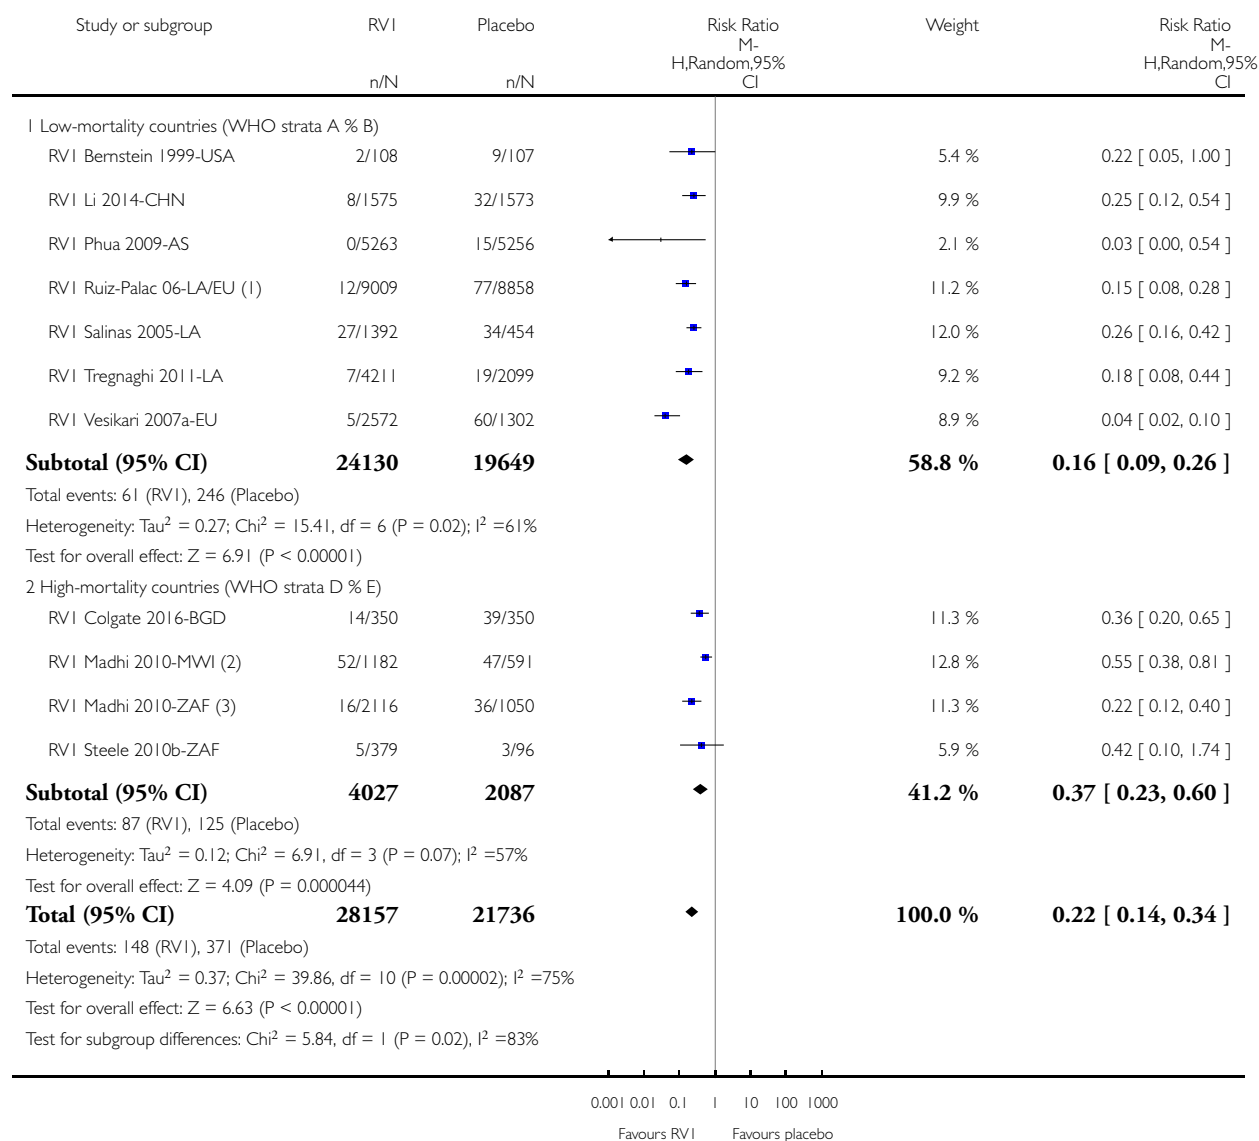 Study or subgroup RV1 Placebo Risk Ratio Weight Risk Ratio
M- M-
H,Random,95% H,Random,95%
n/N n/N CI CI
1 Low-mortality countries (WHO strata A % B)
RV1 Bernstein 1999-USA 2/108 9/107 5.4 % 0.22 [ 0.05, 1.00 ]
RV1 Li 2014-CHN 8/1575 32/1573 9.9 % 0.25 [ 0.12, 0.54 ]
RV1 Phua 2009-AS 0/5263 15/5256 2.1 % 0.03 [ 0.00, 0.54 ]
RV1 Ruiz-Palac 06-LA/EU (1) 12/9009 77/8858 11.2 % 0.15 [ 0.08, 0.28 ]
RV1 Salinas 2005-LA 27/1392 34/454 12.0 % 0.26 [ 0.16, 0.42 ]
RV1 Tregnaghi 2011-LA 7/4211 19/2099 9.2 % 0.18 [ 0.08, 0.44 ]
RV1 Vesikari 2007a-EU 5/2572 60/1302 8.9 % 0.04 [ 0.02, 0.10 ]
Subtotal (95% CI) 24130 19649 58.8 % 0.16 [ 0.09, 0.26 ]
Total events: 61 (RV1), 246 (Placebo)
Heterogeneity: Tau² = 0.27; Chi² = 15.41, df = 6 (P = 0.02); I² =61%
Test for overall effect: Z = 6.91 (P < 0.00001)
2 High-mortality countries (WHO strata D % E)
RV1 Colgate 2016-BGD 14/350 39/350 11.3 % 0.36 [ 0.20, 0.65 ]
RV1 Madhi 2010-MWI (2) 52/1182 47/591 12.8 % 0.55 [ 0.38, 0.81 ]
RV1 Madhi 2010-ZAF (3) 16/2116 36/1050 11.3 % 0.22 [ 0.12, 0.40 ]
RV1 Steele 2010b-ZAF 5/379 3/96 5.9 % 0.42 [ 0.10, 1.74 ]
Subtotal (95% CI) 4027 2087 41.2 % 0.37 [ 0.23, 0.60 ]
Total events: 87 (RV1), 125 (Placebo)
Heterogeneity: Tau² = 0.12; Chi² = 6.91, df = 3 (P = 0.07); I² =57%
Test for overall effect: Z = 4.09 (P = 0.000044)
Total (95% CI) 28157 21736 100.0 % 0.22 [ 0.14, 0.34 ]
Total events: 148 (RV1), 371 (Placebo)
Heterogeneity: Tau² = 0.37; Chi² = 39.86, df = 10 (P = 0.00002); I² =75%
Test for overall effect: Z = 6.63 (P < 0.00001)
Test for subgroup differences: Chi² = 5.84, df = 1 (P = 0.02), I² =83%
0.001 0.01 0.1 1 10 100 1000
Favours RV1 Favours placebo